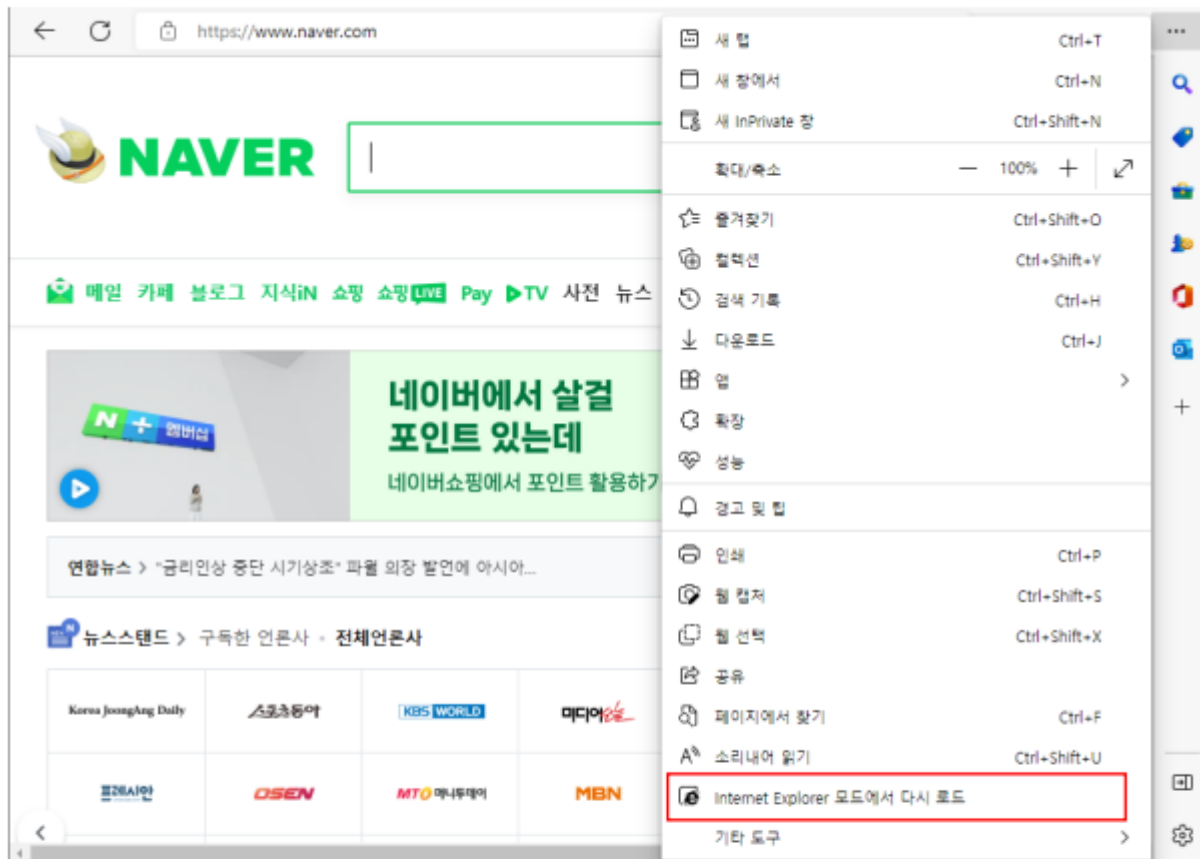 https://www.naver.com
NAVER
메일 카페 블로그 지식iN 쇼핑 쇼핑LIVE Pay TV 사전 뉴스
N + 멤버십
네이버에서 살걸
포인트 있는데
네이버쇼핑에서 포인트 활용하기
연합뉴스 > "금리인상 중단 시기상조" 파월 의장 발언에 아시아...
N
뉴스스탠드 > 구독한 언론사 • 전체언론사
Korea JoongAng Daily
스포츠동아
KBS WORLD
프레시안
OSEN
MTO 머니투데이
MBN
새 탭 Ctrl+T
새 창에서 Ctrl+N
새 InPrivate 창 Ctrl+Shift+N
확대/축소 — 100% +
즐겨찾기 Ctrl+Shift+O
컬렉션 Ctrl+Shift+Y
검색 기록 Ctrl+H
다운로드 Ctrl+J
앱
확장
성능
경고 및 팁
인쇄 Ctrl+P
웹 캡처 Ctrl+Shift+S
웹 선택 Ctrl+Shift+X
공유
페이지에서 찾기 Ctrl+F
소리내어 읽기 Ctrl+Shift+U
Internet Explorer 모드에서 다시 로드
기타 도구